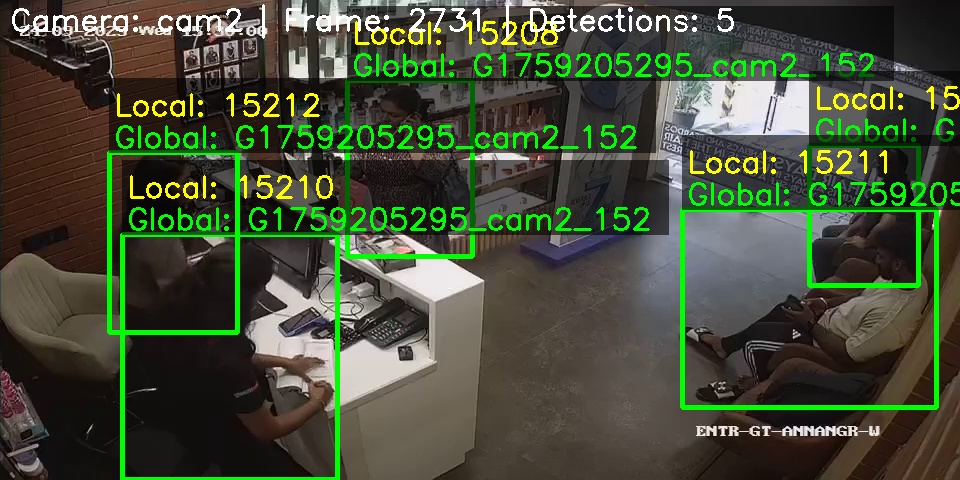 Camera: cam2 | Frame: 2731 | Detections: 5
Local: 15208
Global: G1759205295_cam2_152
Local: 15212
Global: G1759205295_cam2_152
Local: 15
Global: G
Local: 15211
Global: G1759205
Local: 15210
Global: G1759205295_cam2_152
ENTR-GT-ANNANGR-W